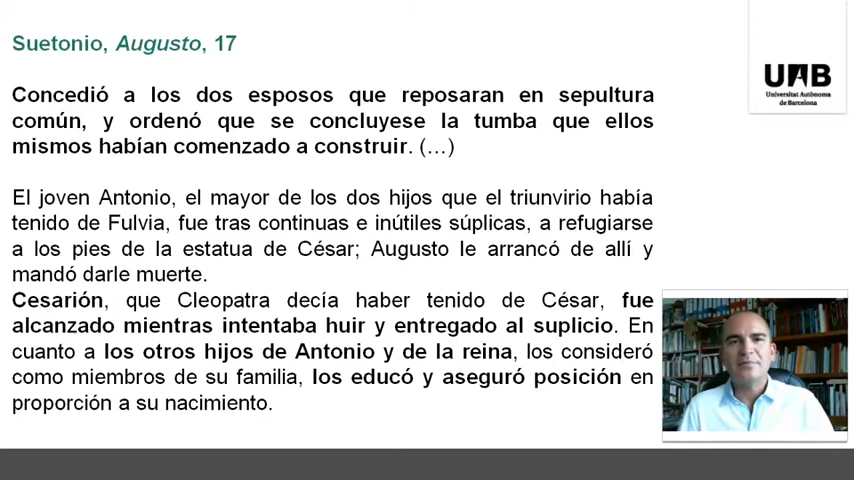 Suetonio, Augusto, 17
Concedió a los dos esposos que reposaran en sepultura
común, y ordenó que se concluyese la tumba que ellos
mismos habían comenzado a construir. (…)
El joven Antonio, el mayor de los dos hijos que el triunvirio había
tenido de Fulvia, fue tras continuas e inútiles súplicas, a refugiarse
a los pies de la estatua de César; Augusto le arrancó de allí y
mandó darle muerte.
Cesarión, que Cleopatra decía haber tenido de César, fue
alcanzado mientras intentaba huir y entregado al suplicio. En
cuanto a los otros hijos de Antonio y de la reina, los consideró
como miembros de su familia, los educó y aseguró posición en
proporción a su nacimiento.
UAB
Universitat Autònoma
de Barcelona